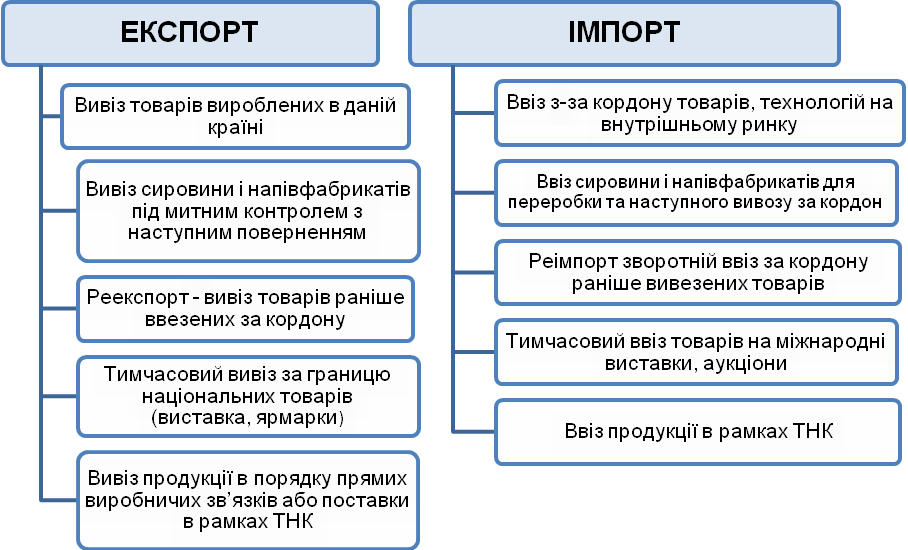 ЕКСПОРТ
Вивіз товарів вироблених в даній
країні
Вивіз сировини і напівфабрикатів
під митним контролем з
наступним поверненням
Реекспорт - вивіз товарів раніше
ввезених за кордону
Тимчасовий вивіз за границю
національних товарів
(виставка, ярмарки)
Вивіз продукції в порядку прямих
виробничих зв’язків або поставки
в рамках ТНК
ІМПОРТ
Ввіз з-за кордону товарів, технологій на
внутрішньому ринку
Ввіз сировини і напівфабрикатів для
переробки та наступного вивозу за кордон
Реімпорт зворотній ввіз за кордону
раніше вивезених товарів
Тимчасовий ввіз товарів на міжнародні
виставки, аукціони
Ввіз продукції в рамках ТНК